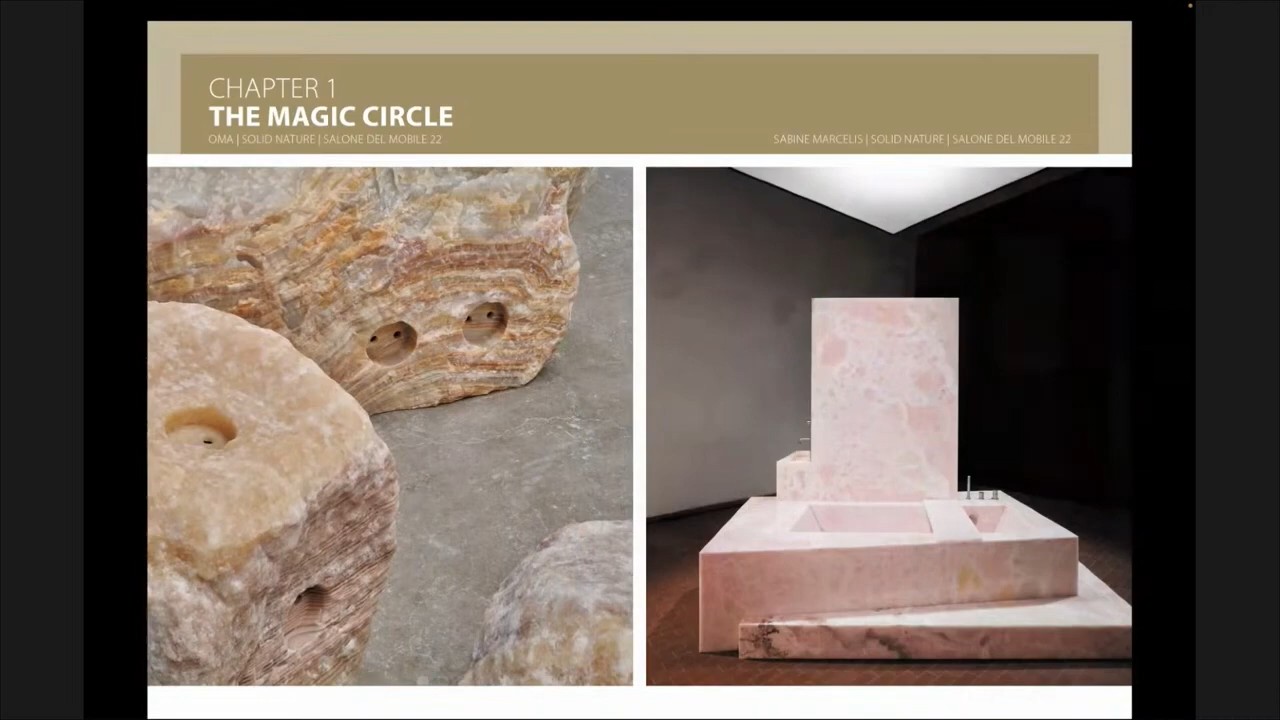 CHAPTER 1
THE MAGIC CIRCLE
OMA | SOLID NATURE | SALONE DEL MOBILE 22
SABINE MARCELIS | SOLID NATURE | SALONE DEL MOBILE 22